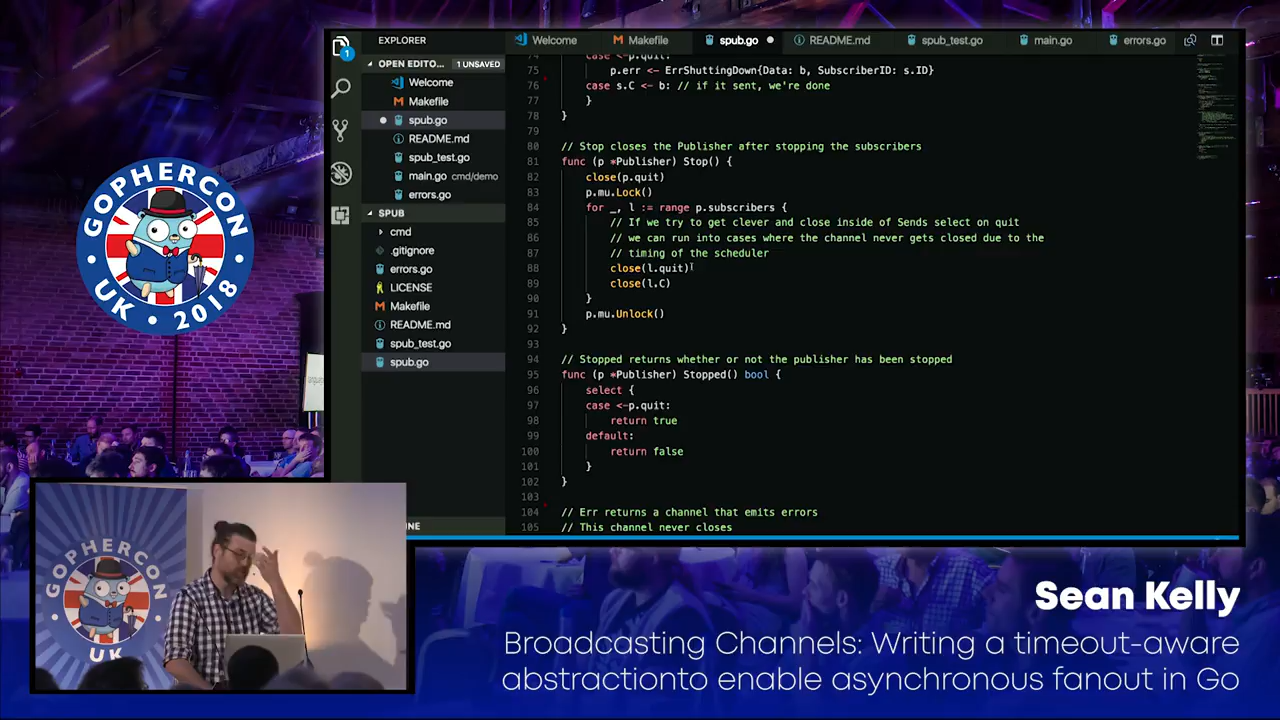 EXPLORER
OPEN EDITO... 1 UNSAVED
Welcome
Makefile
spub.go
README.md
spub_test.go
main.go cmd/demo
errors.go
SPUB
cmd
.gitignore
errors.go
LICENSE
Makefile
README.md
spub_test.go
spub.go
Welcome Makefile spub.go README.md spub_test.go main.go errors.go
1
74 case <-p.quit:
75 p.err <- ErrShuttingDown{Data: b, SubscriberID: s.ID}
76 case s.C <- b: // if it sent, we're done
77 }
78 }
79
80 // Stop closes the Publisher after stopping the subscribers
81 func (p *Publisher) Stop() {
82 close(p.quit)
83 p.mu.Lock()
84 for _, l := range p.subscribers {
85 // If we try to get clever and close inside of Sends select on quit
86 // we can run into cases where the channel never gets closed due to the
87 // timing of the scheduler
88 close(l.quit)
89 close(l.C)
90 }
91 p.mu.Unlock()
92 }
93
94 // Stopped returns whether or not the publisher has been stopped
95 func (p *Publisher) Stopped() bool {
96 select {
97 case <-p.quit:
98 return true
99 default:
100 return false
101 }
102 }
103
104 // Err returns a channel that emits errors
105 // This channel never closes
GOPHERCON
UK • 2018
GOPHERCON
UK
Sean Kelly
Broadcasting Channels: Writing a timeout-aware
abstractionto enable asynchronous fanout in Go